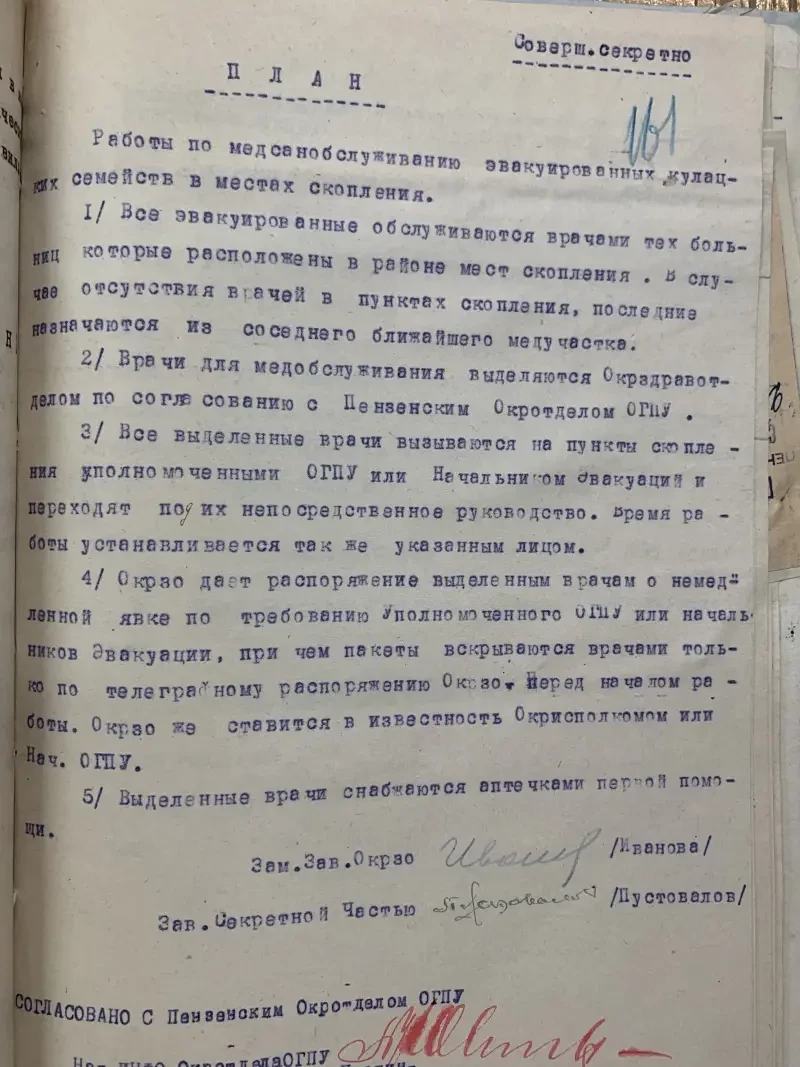 Соверш.секретно
П Л А Н
161
Работы по медсанобслуживанию эвакуированных кулац-
ких семейств в местах скопления.
1/ Все эвакуированные обслуживаются врачами тех боль-
ниц которые расположены в районе мест скопления . В слу-
чае отсутствия врачей в пунктах скопления, последние
назначаются из соседнего ближайшего медучастка.
2/ Врачи для медобслуживания выделяются Окрздравот-
делом по согласованию с Пензенским Окротделом ОГПУ .
3/ Все выделенные врачи вызываются на пункты скопле -
ния уполномоченными ОГПУ или Начальником Эвакуаций и
переходят под их непосредственное руководство. Время ра -
боты устанавливается так же указанным лицом.
4/ Окрзо дает распоряжение выделенным врачам о немед-
ленной явке по требованию Уполномоченного ОГПУ или началь-
ников Эвакуации, при чем пакеты вскрываются врачами толь-
ко по телеграфному распоряжению Окрзо. Перед началом ра -
боты. Окрзо же ставится в известность Окрисполкомом или
Нач. ОГПУ.
5/ Выделенные врачи снабжаются аптечками первой помо-
щи.
Зам.Зав.Окрзо /Иванова/
Зав.Секретной Частью /Пустовалов/
СОГЛАСОВАНО С Пензенским Окротделом ОГПУ
ОкротделаОГПУ